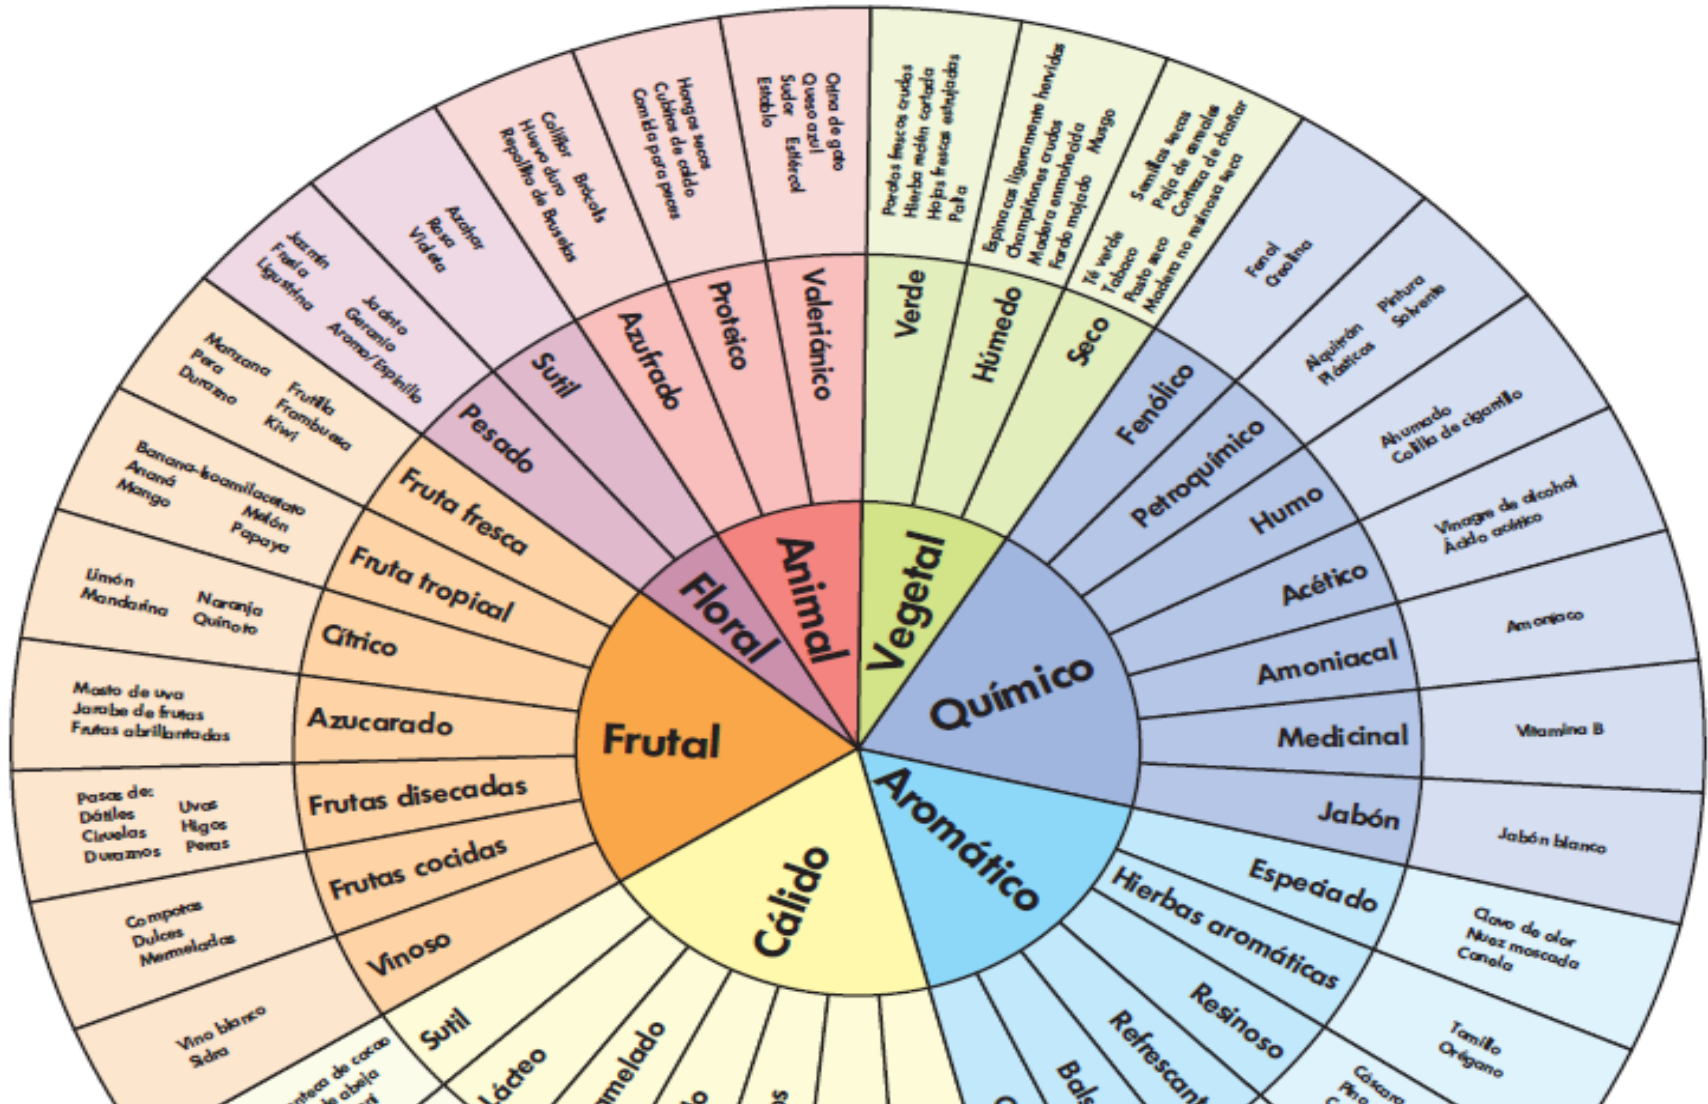 Frutal
Floral
Animal
Vegetal
Químico
Aromático
Cálido
Vinoso
Frutas cocidas
Frutas disecadas
Azucarado
Cítrico
Fruta tropical
Fruta fresca
Pesado
Sutil
Azufrado
Proteico
Valeriánico
Verde
Húmedo
Seco
Fenólico
Petroquímico
Humo
Acético
Amoniacal
Medicinal
Jabón
Especiado
Hierbas aromáticas
Resinoso
Sutil
Lácteo
Vino blanco
Sidra
Compotas
Dulces
Mermeladas
Pasas de:
Dátiles
Ciruelas
Duraznos
Uvas
Higos
Peras
Mosto de uva
Jarabe de frutas
Frutas abrillantadas
Limón
Mandarina
Naranja
Quinoto
Banana-Isoamilacetato
Ananá
Mango
Melón
Papaya
Manzana
Pera
Durazno
Frutilla
Frambuesa
Kiwi
Jazmín
Fresia
Ligustrina
Jacinto
Geranio
Aromo/Espinillo
Azahar
Rosa
Violeta
Coliflor
Brócolis
Huevo duro
Repollito de Bruselas
Hongos secos
Cubitos de caldo
Comida para peces
Orina de gato
Queso azul
Sudor
Estiércol
Establo
Porotos frescos crudos
Hierba recién cortada
Hojas frescas estrujadas
Palta
Espinacas ligeramente hervidas
Champiñones crudos
Madera enmohecida
Fardo mojado
Musgo
Té verde
Tabaco
Pasto seco
Madera no resinosa seca
Semillas secas
Paja de cereales
Corteza de chañar
Fenol
Creolina
Alquitrán
Plásticos
Pintura
Solvente
Ahumado
Colilla de cigarrillo
Vinagre de alcohol
Ácido acético
Amoníaco
Vitamina B
Jabón blanco
Clavo de olor
Nuez moscada
Canela
Tomillo
Orégano